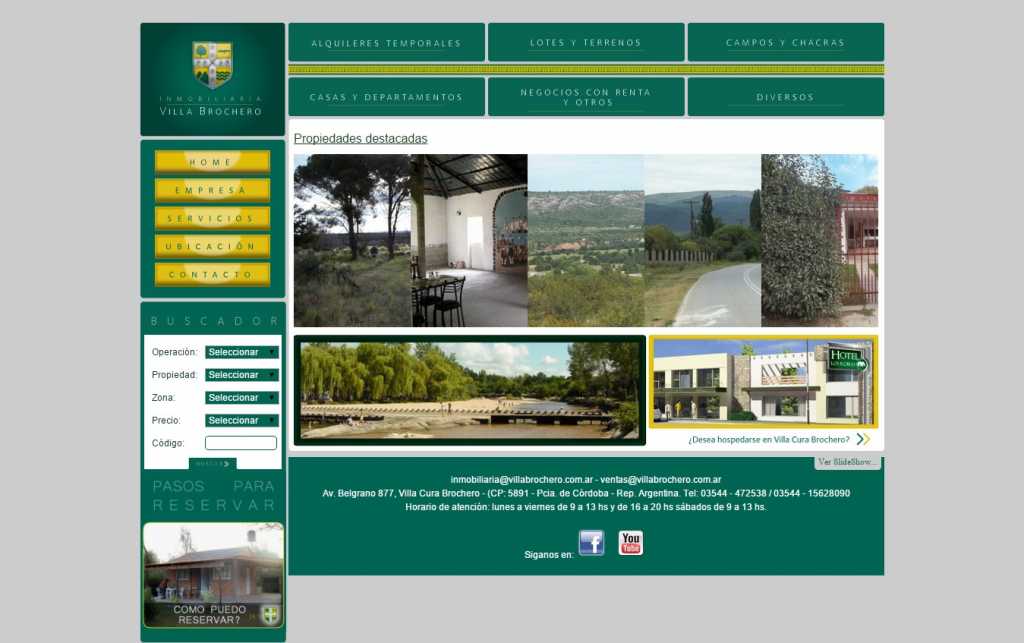 INMOBILIARIA
VILLA BROCHERO
ALQUILERES TEMPORALES
LOTES Y TERRENOS
CAMPOS Y CHACRAS
CASAS Y DEPARTAMENTOS
NEGOCIOS CON RENTA
Y OTROS
DIVERSOS
HOME
EMPRESA
SERVICIOS
UBICACIÓN
CONTACTO
BUSCADOR
Operación: Seleccionar
Propiedad: Seleccionar
Zona: Seleccionar
Precio: Seleccionar
Código:
BUSCAR
PASOS PARA
RESERVAR
COMO PUEDO
RESERVAR?
Propiedades destacadas
HOTEL
¿Desea hospedarse en Villa Cura Brochero?
Ver SlideShow...
inmobiliaria@villabrochero.com.ar - ventas@villabrochero.com.ar
Av. Belgrano 877, Villa Cura Brochero - (CP: 5891 - Pcia. de Córdoba - Rep. Argentina. Tel: 03544 - 472538 / 03544 - 15628090
Horario de atención: lunes a viernes de 9 a 13 hs y de 16 a 20 hs sábados de 9 a 13 hs.
Síganos en:
You
Tube